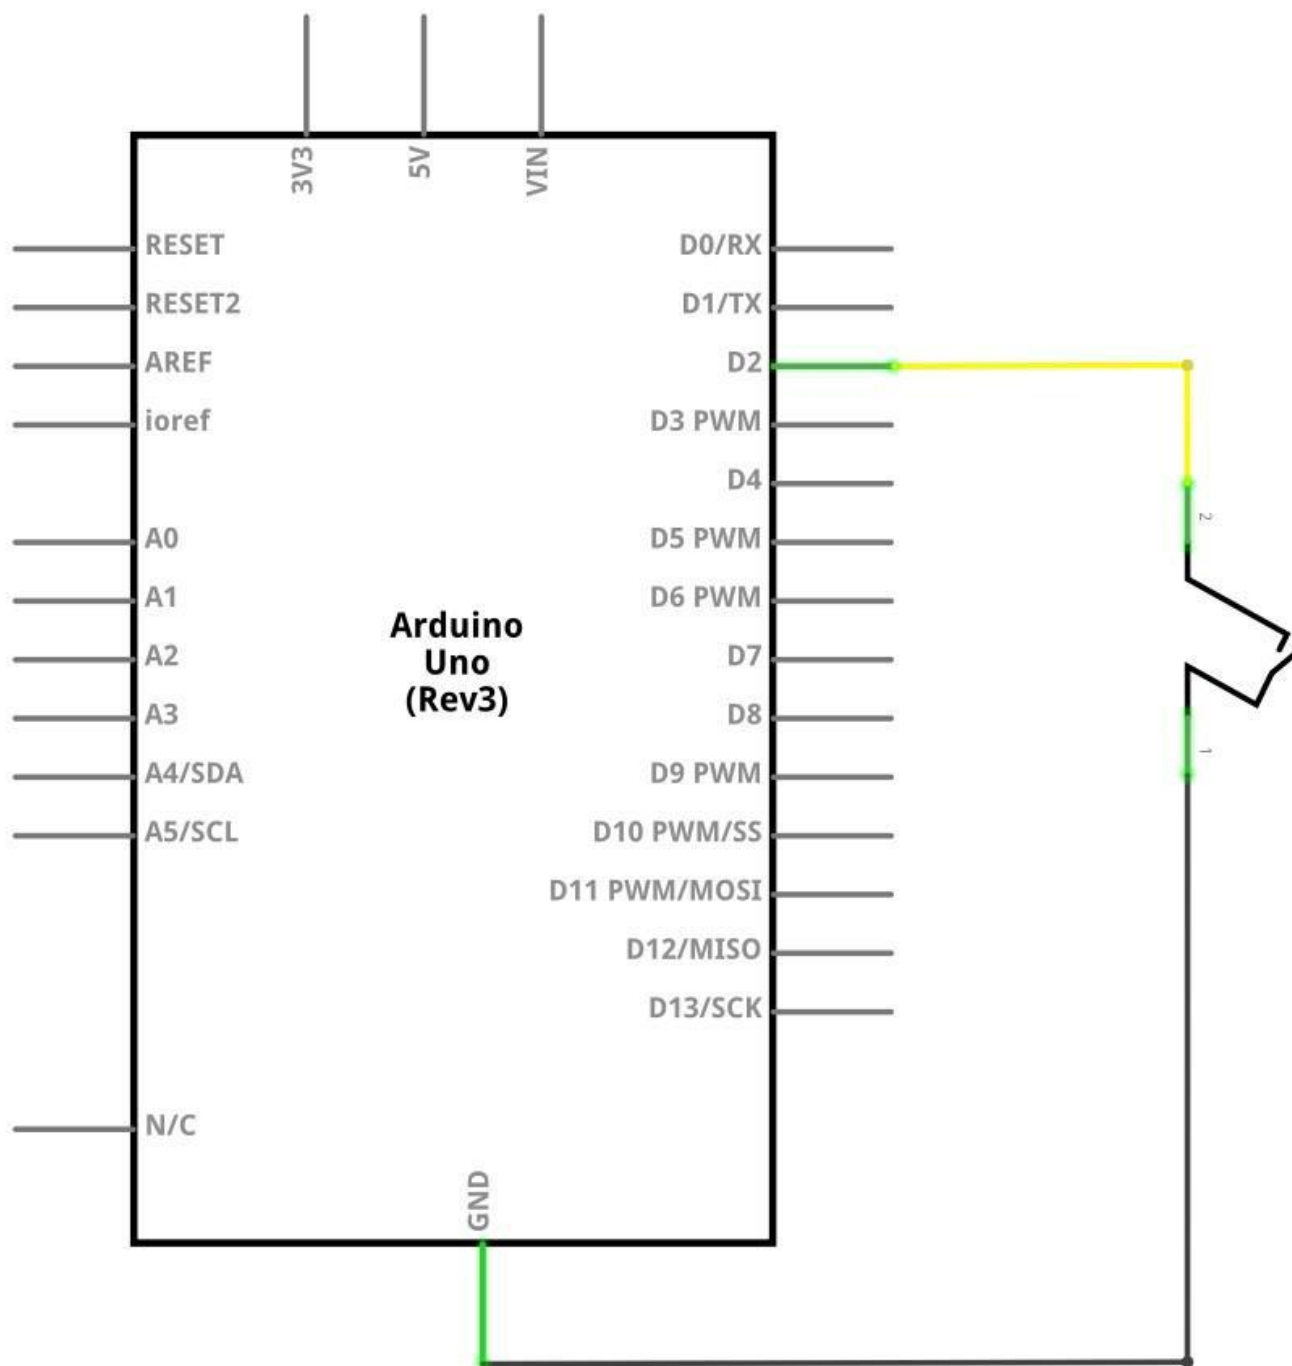 3V3
5V
VIN
RESET
D0/RX
RESET2
D1/TX
AREF
D2
ioref
D3 PWM
D4
2
A0
D5 PWM
A1
D6 PWM
Arduino
Uno
(Rev3)
A2
D7
A3
D8
1
A4/SDA
D9 PWM
A5/SCL
D10 PWM/SS
D11 PWM/MOSI
D12/MISO
D13/SCK
N/C
GND